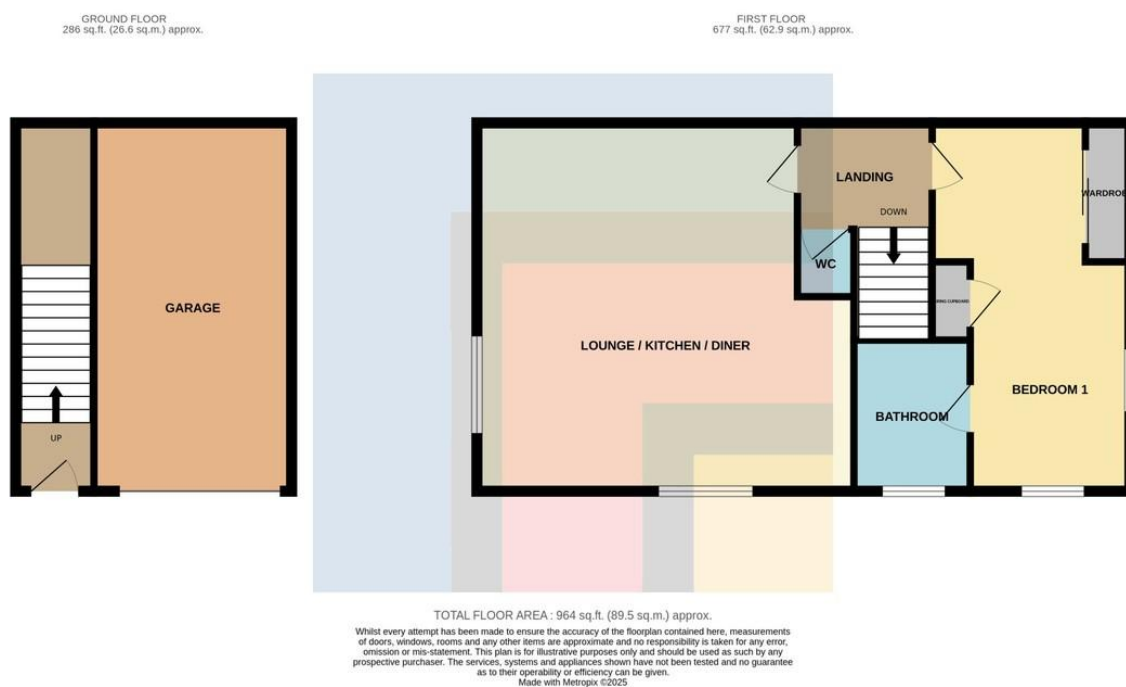 GROUND FLOOR
286 sq.ft. (26.6 sq.m.) approx.
FIRST FLOOR
677 sq.ft. (62.9 sq.m.) approx.
GARAGE
UP
LANDING
DOWN
WC
WARDROB
LOUNGE / KITCHEN / DINER
BATHROOM
BEDROOM 1
TOTAL FLOOR AREA : 964 sq.ft. (89.5 sq.m.) approx.
Whilst every attempt has been made to ensure the accuracy of the floorplan contained here, measurements
of doors, windows, rooms and any other items are approximate and no responsibility is taken for any error,
omission or mis-statement. This plan is for illustrative purposes only and should be used as such by any
prospective purchaser. The services, systems and appliances shown have not been tested and no guarantee
as to their operability or efficiency can be given.
Made with Metropix ©2025